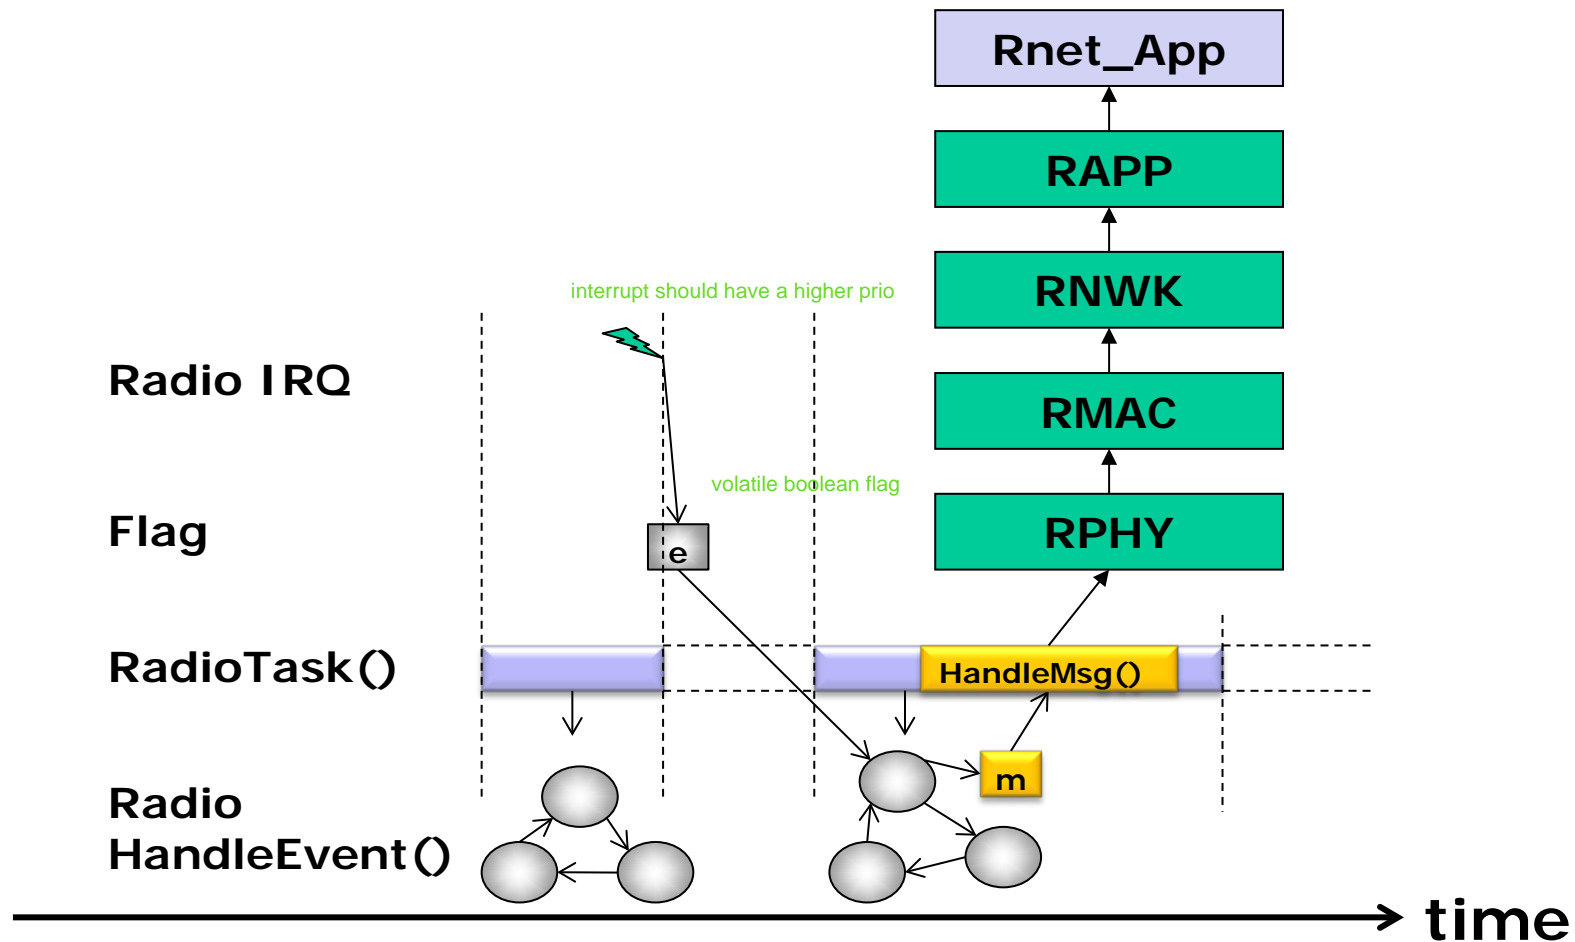 Rnet_App
RAPP
RNWK
interrupt should have a higher prio
Radio IRQ
RMAC
volatile boolean flag
Flag
e
RPHY
RadioTask()
HandleMsg()
m
Radio
HandleEvent()
time